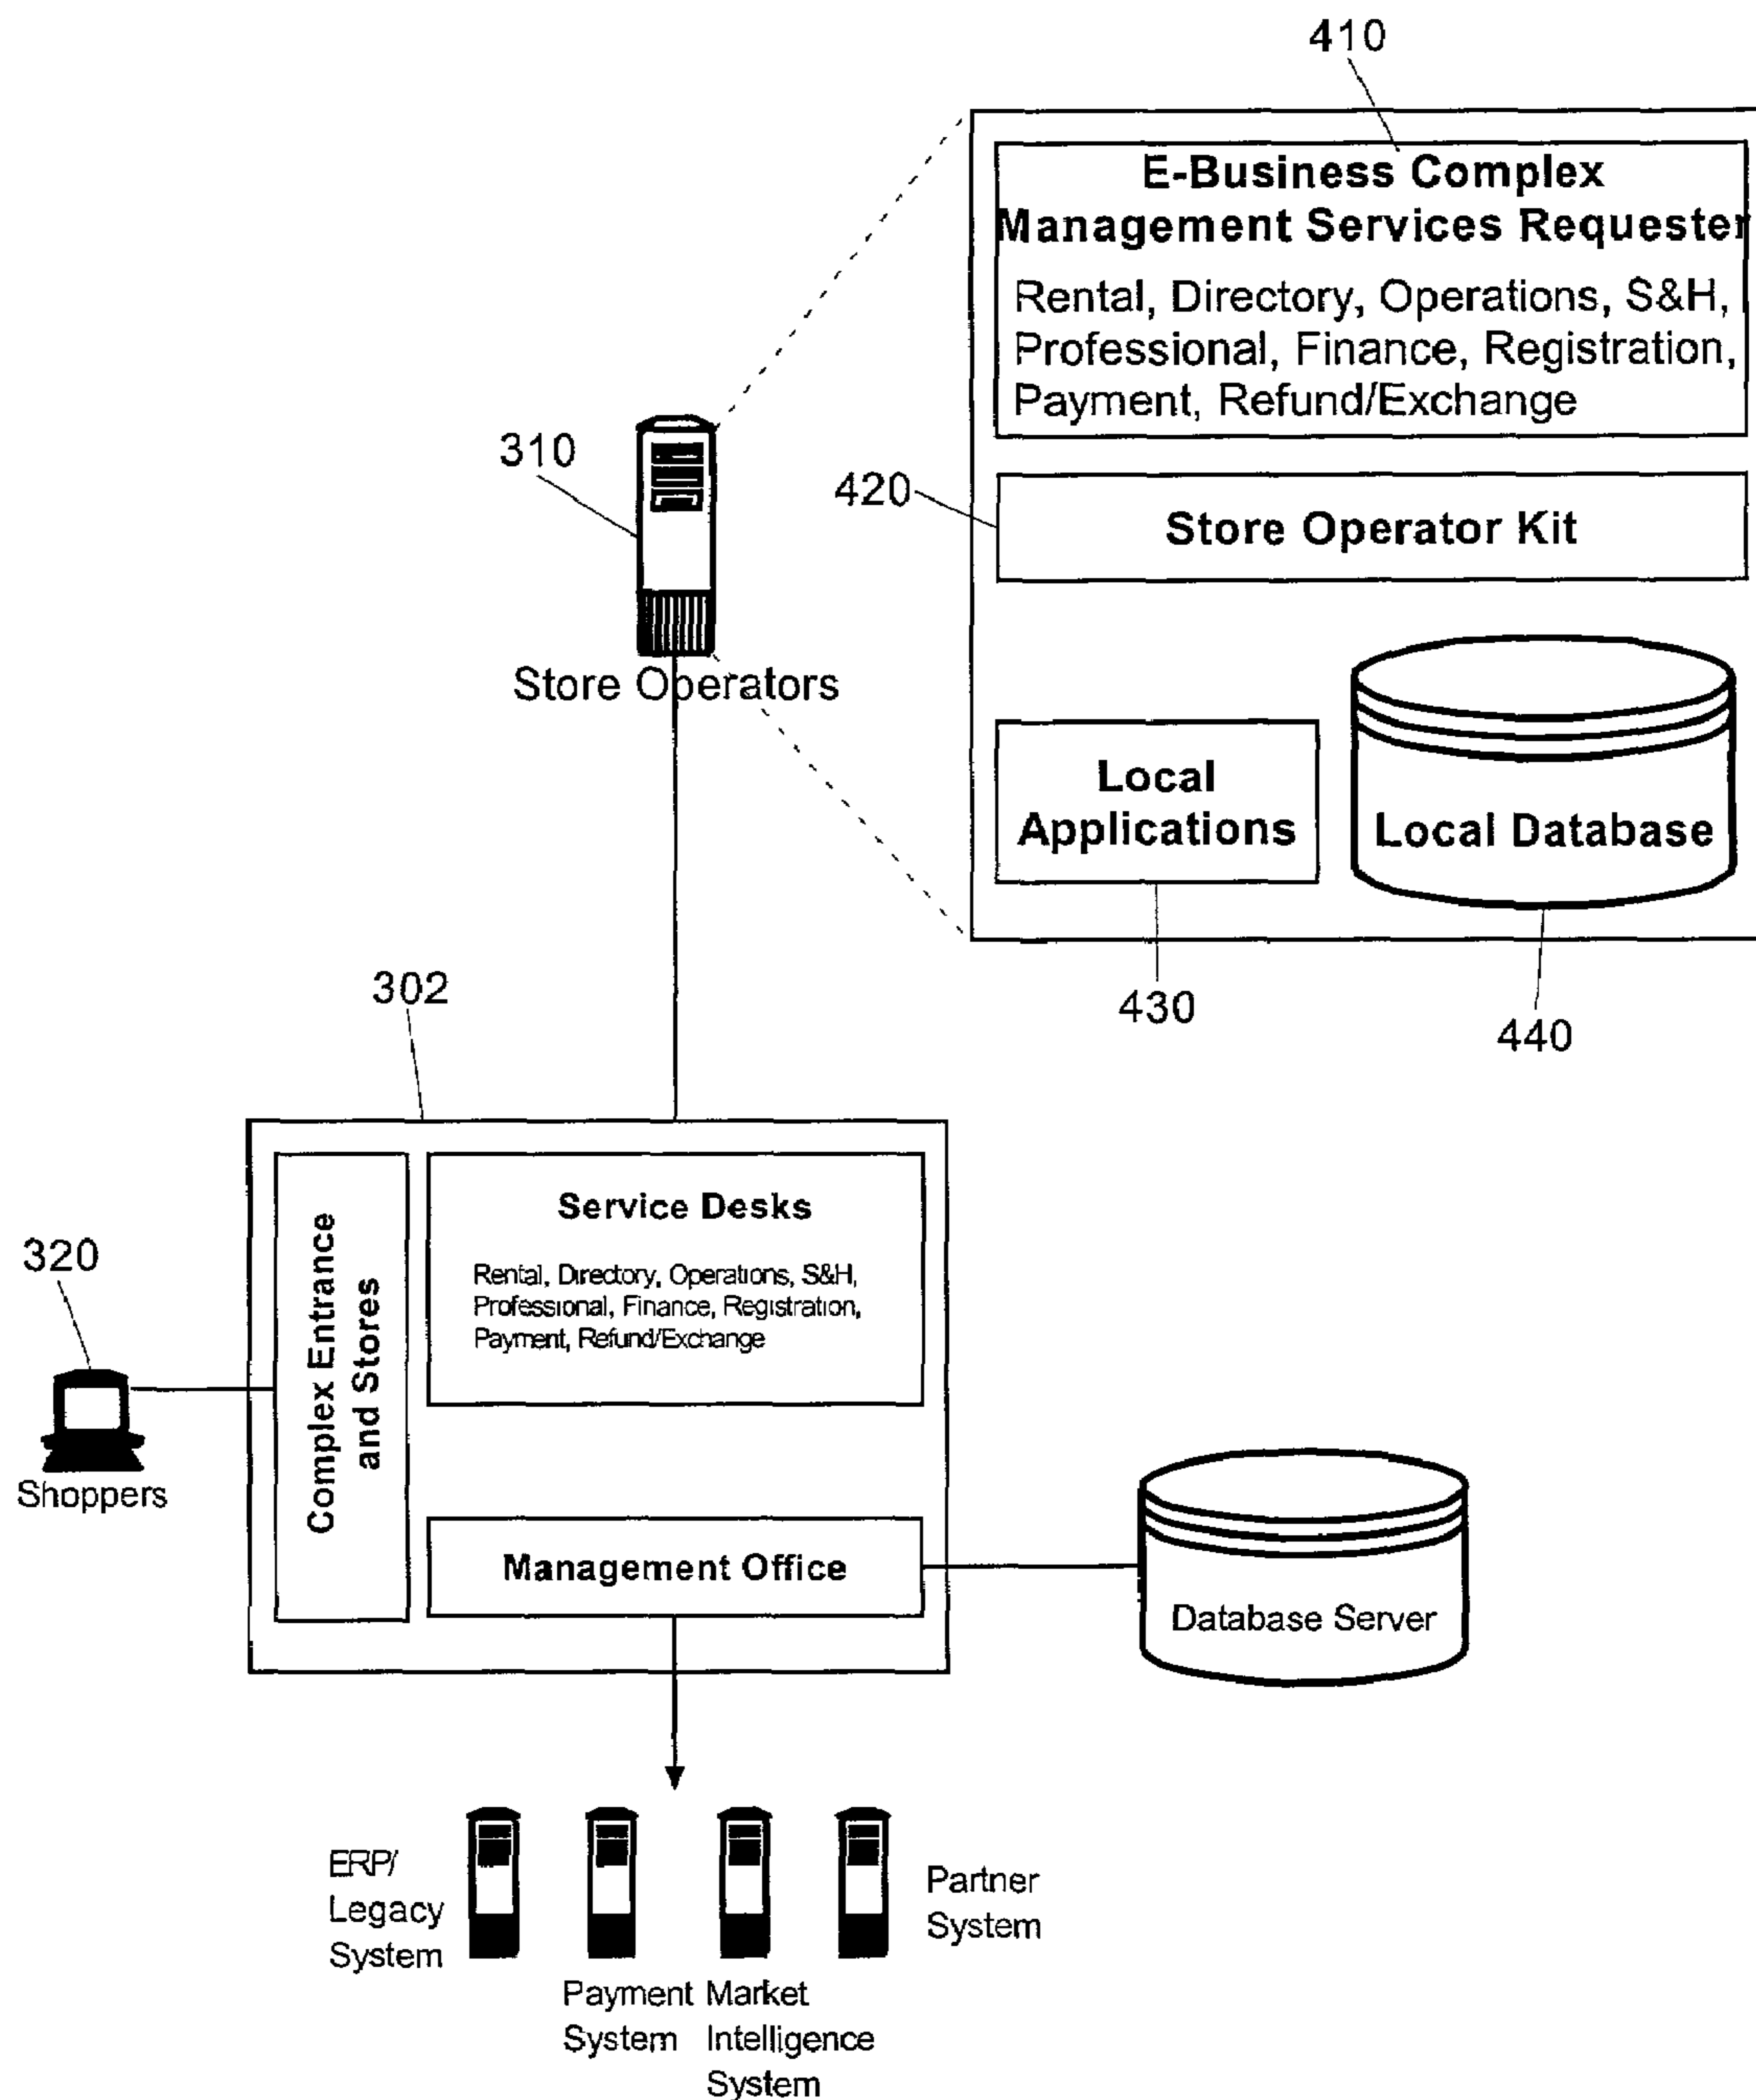 410
E-Business Complex
Management Services Requester
Rental, Directory, Operations, S&H,
Professional, Finance, Registration,
Payment, Refund/Exchange
310
420
Store Operator Kit
Store Operators
Local
Applications
Local Database
430
440
302
Service Desks
Rental, Directory, Operations, S&H,
Professional, Finance, Registration,
Payment, Refund/Exchange
320
Complex Entrance
and Stores
Shoppers
Management Office
Database Server
ERP/
Legacy
System
Partner
System
Payment
System
Market
Intelligence
System